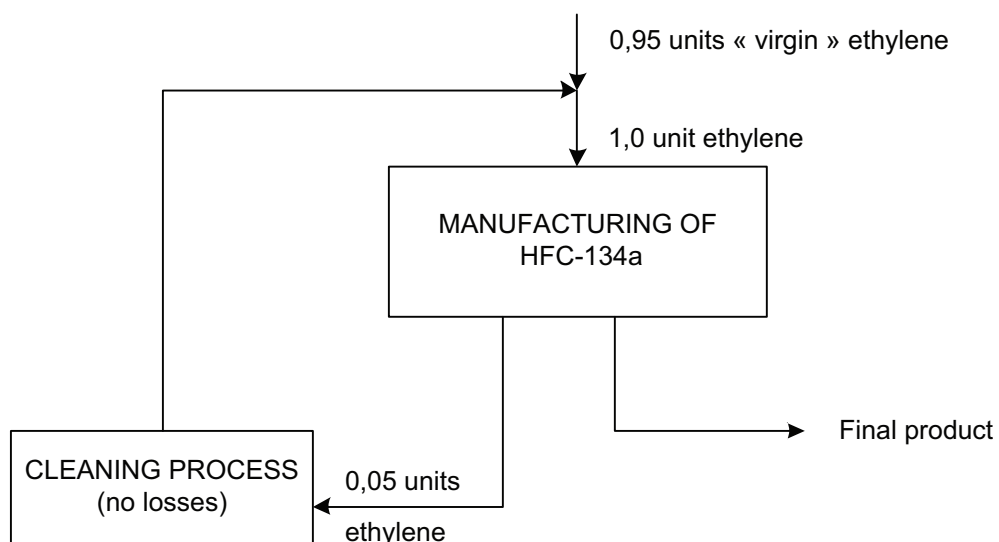 0,95 units « virgin » ethylene
1,0 unit ethylene
MANUFACTURING OF
HFC-134a
Final product
CLEANING PROCESS
(no losses)
0,05 units
ethylene